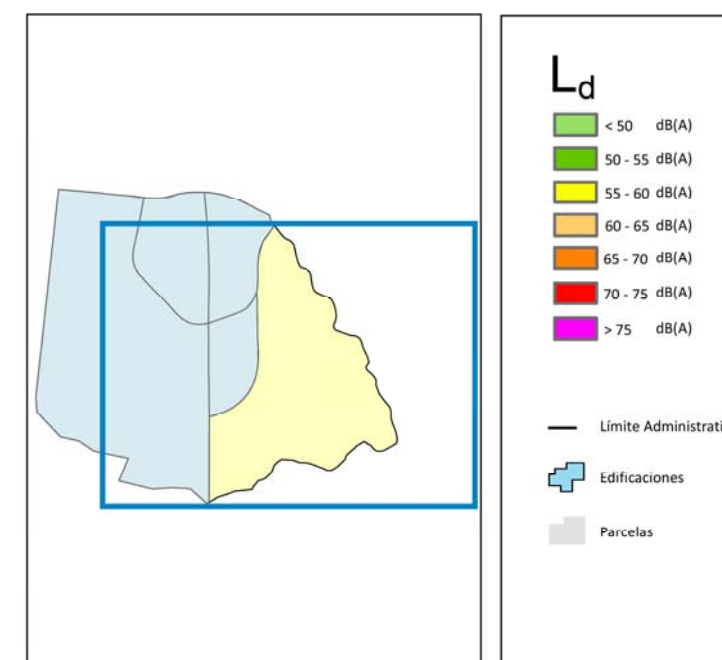 Ld
< 50 dB(A)
50 - 55 dB(A)
55 - 60 dB(A)
60 - 65 dB(A)
65 - 70 dB(A)
70 - 75 dB(A)
> 75 dB(A)
Límite Administrati
Edificaciones
Parcelas